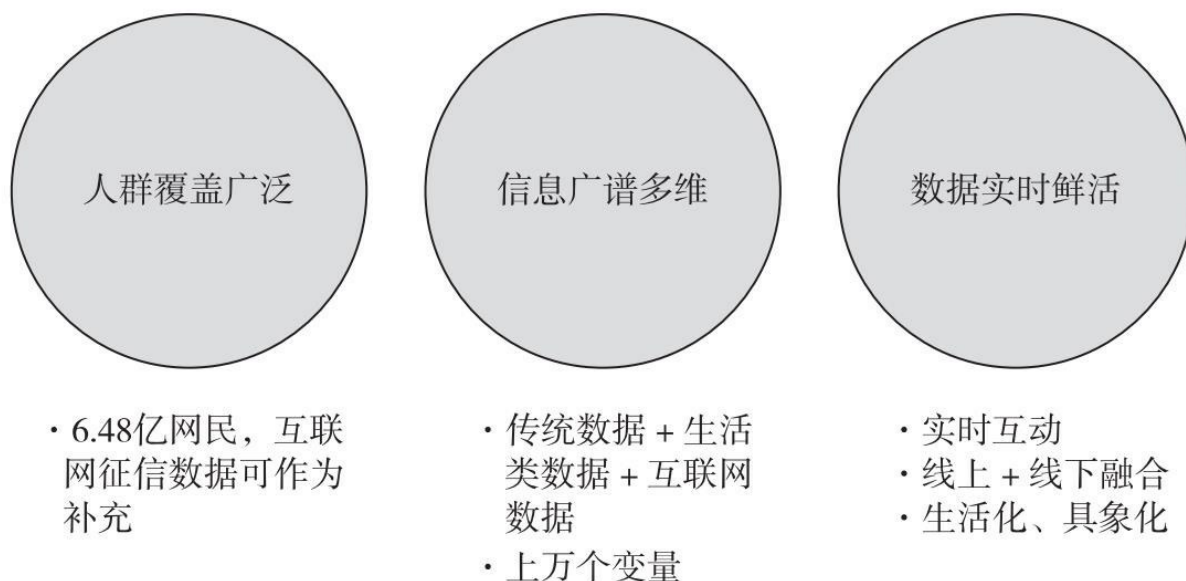 人群覆盖广泛
信息广谱多维
数据实时鲜活
· 6.48亿网民，互联
网征信数据可作为
补充
· 传统数据 + 生活
类数据 + 互联网
数据
· 上万个变量
· 实时互动
· 线上 + 线下融合
· 生活化、具象化